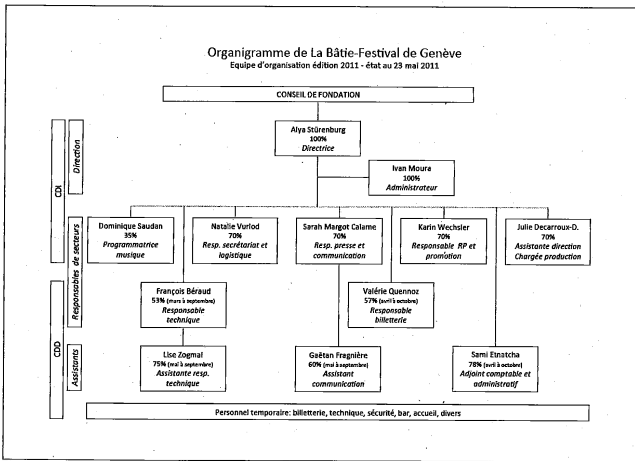 Organigramme de La Bâtie-Festival de Genève
Equipe d'organisation édition 2011 - état au 23 mai 2011
CONSEIL DE FONDATION
Alya Stürenburg
100%
Directrice
Ivan Moura
100%
Administrateur
CDI
Direction
Responsables de secteurs
Dominique Saudan
35%
Programmatrice
musique
Natalie Vuriod
70%
Resp. secrétariat et
logistique
Sarah Margot Calame
70%
Resp. presse et
communication
Karin Wechsler
70%
Responsable RP et
promotion
Julie Decarroux-D.
70%
Assistante direction
Chargée production
François Béraud
53% (mars à septembre)
Responsable
technique
Valérie Quennoz
57% (avril à octobre)
Responsable
billetterie
CDD
Assistants
Lise Zogmal
75% (mai à septembre)
Assistante resp.
technique
Gaëtan Fragnière
60% (mai à septembre)
Assistant
communication
Sami Etnatcha
78% (avril à octobre)
Adjoint comptable et
administratif
Personnel temporaire: billetterie, technique, sécurité, bar, accueil, divers